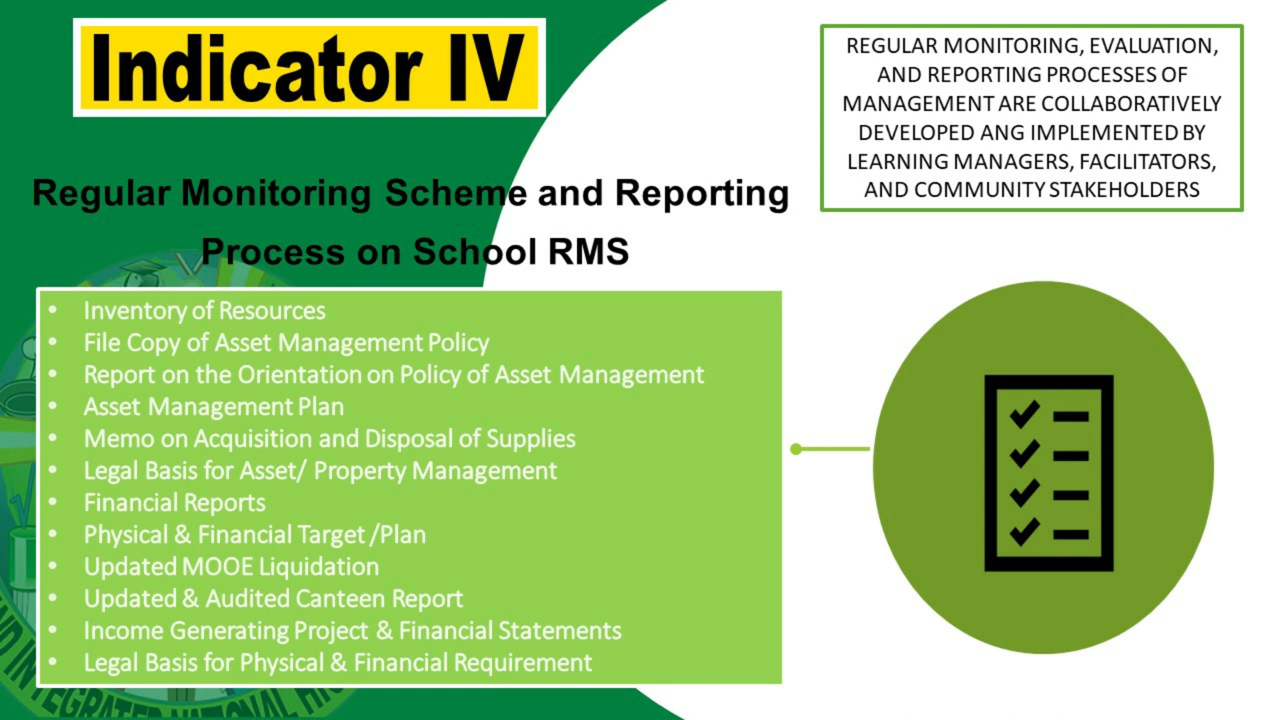 Indicator IV
REGULAR MONITORING, EVALUATION,
AND REPORTING PROCESSES OF
MANAGEMENT ARE COLLABORATIVELY
DEVELOPED ANG IMPLEMENTED BY
LEARNING MANAGERS, FACILITATORS,
AND COMMUNITY STAKEHOLDERS
Regular Monitoring Scheme and Reporting
Process on School RMS
• Inventory of Resources
• File Copy of Asset Management Policy
• Report on the Orientation on Policy of Asset Management
• Asset Management Plan
• Memo on Acquisition and Disposal of Supplies
• Legal Basis for Asset/ Property Management
• Financial Reports
• Physical & Financial Target /Plan
• Updated MOOE Liquidation
• Updated & Audited Canteen Report
• Income Generating Project & Financial Statements
• Legal Basis for Physical & Financial Requirement
INTEGRATED NATIONAL